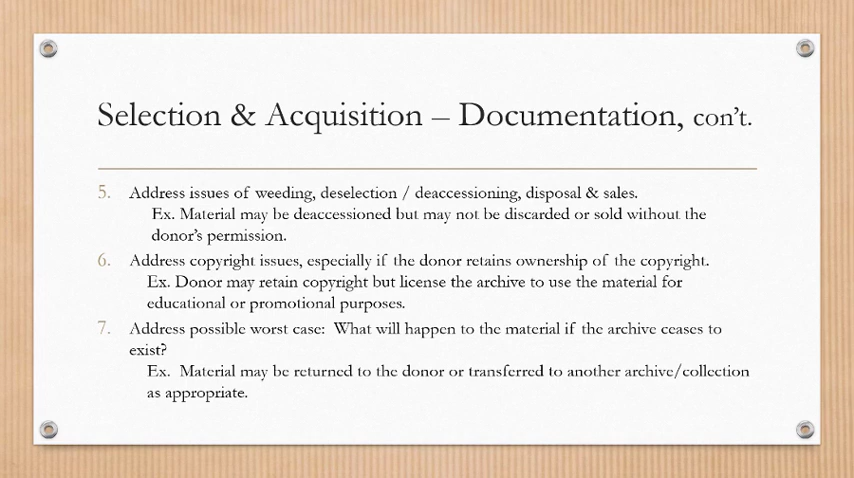 Selection & Acquisition – Documentation, con't.
5. Address issues of weeding, deselection / deaccessioning, disposal & sales.
Ex. Material may be deaccessioned but may not be discarded or sold without the
donor's permission.
6. Address copyright issues, especially if the donor retains ownership of the copyright.
Ex. Donor may retain copyright but license the archive to use the material for
educational or promotional purposes.
7. Address possible worst case:  What will happen to the material if the archive ceases to
exist?
Ex.  Material may be returned to the donor or transferred to another archive/collection
as appropriate.